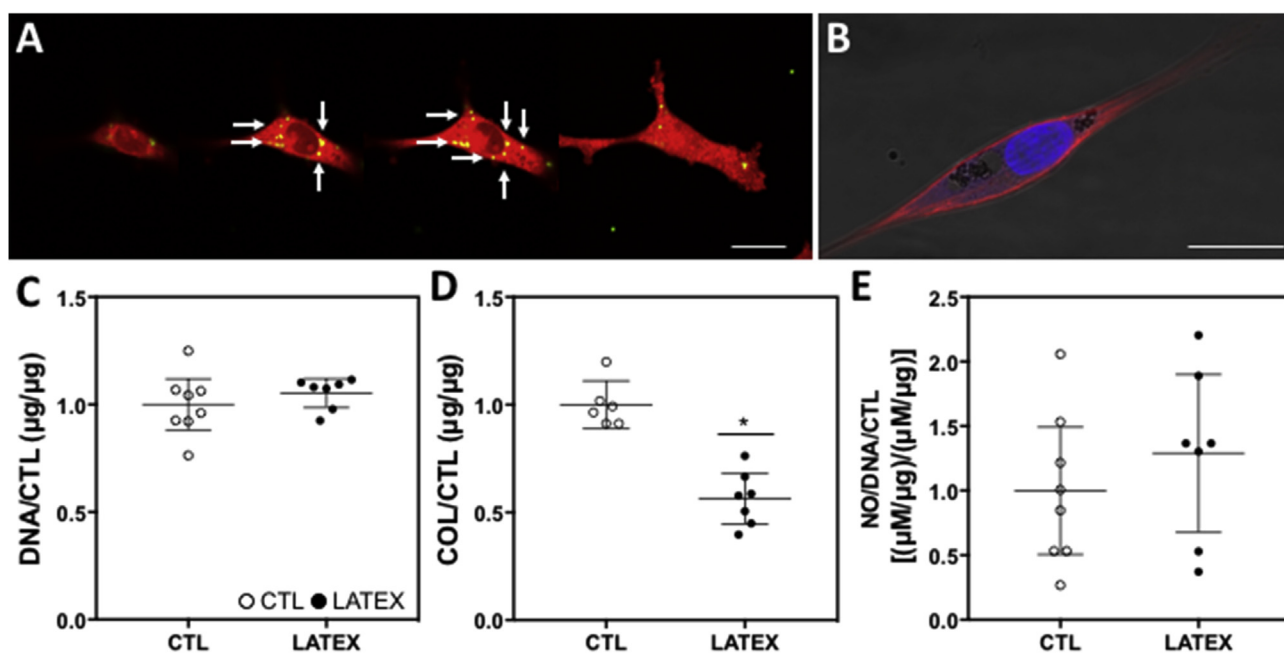 A
B
C
DNA/CTL (µg/µg)
1.5
1.0
0.5
0.0
○ CTL ● LATEX
CTL LATEX
D
COL/CTL (µg/µg)
1.5
1.0
0.5
0.0
*
CTL LATEX
E
NO/DNA/CTL
[(µM/µg)/(µM/µg)]
2.5
2.0
1.5
1.0
0.5
0.0
CTL LATEX